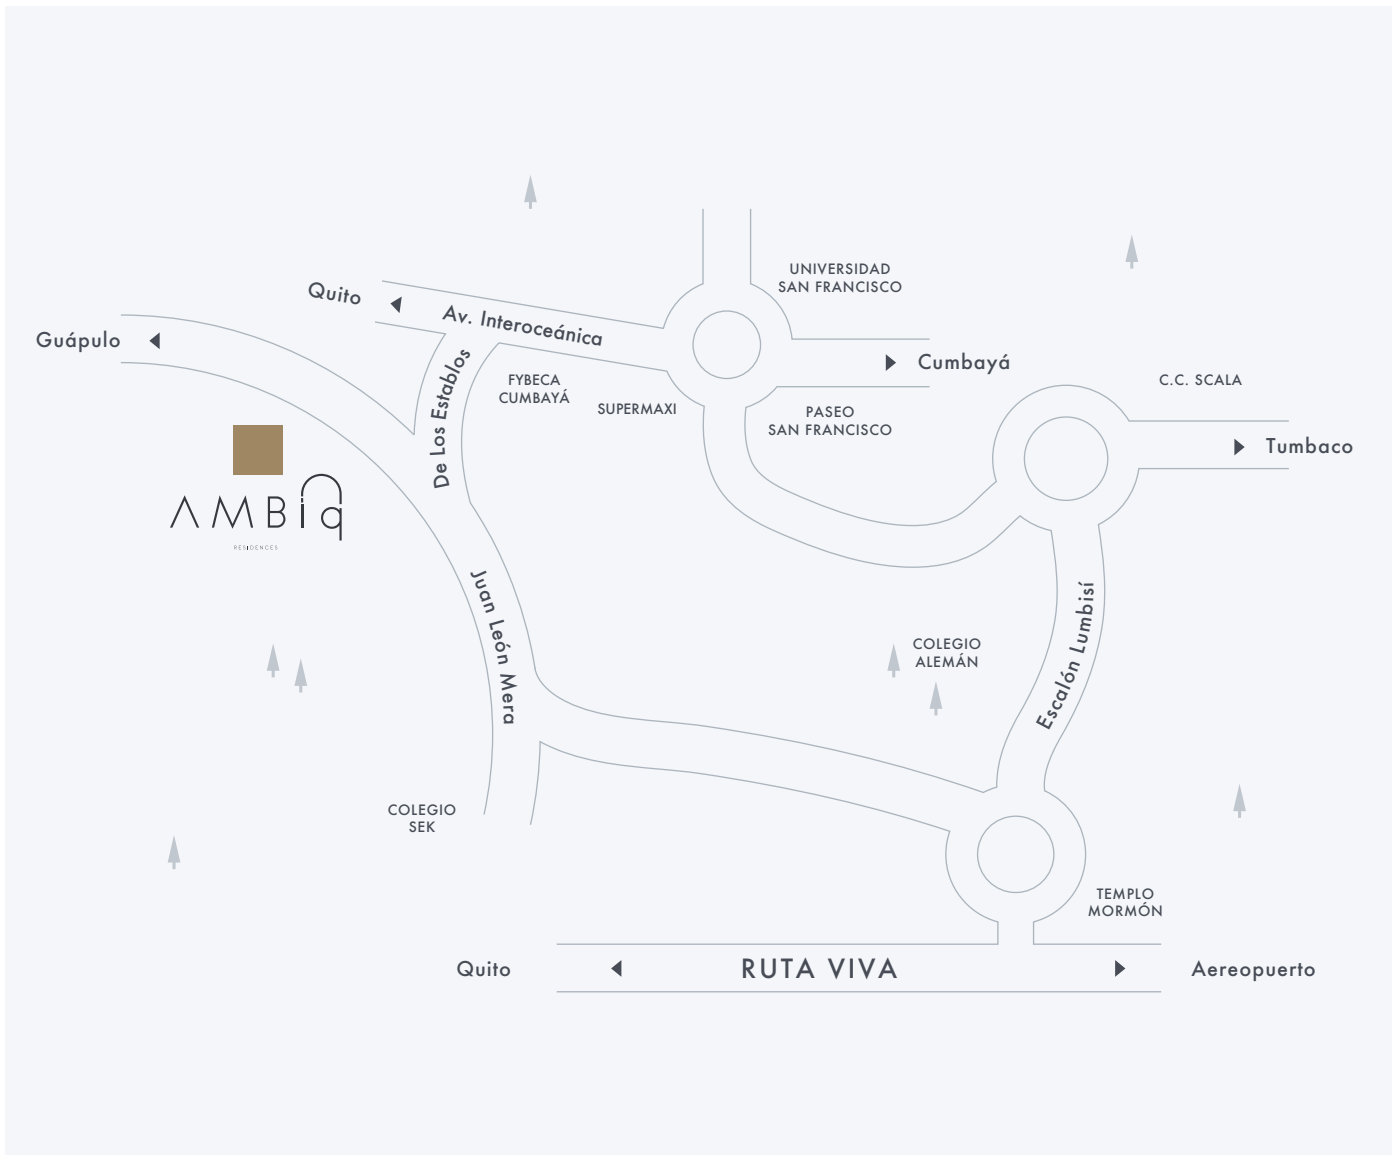 UNIVERSIDAD
SAN FRANCISCO
Quito
Av. Interoceánica
Guápulo
Cumbayá
De Los Establos
FYBECA
CUMBAYÁ
SUPERMAXI
PASEO
SAN FRANCISCO
C.C. SCALA
Tumbaco
AMBIq
RESIDENCES
Juan León Mera
Escalón Lumbisí
COLEGIO
ALEMÁN
COLEGIO
SEK
TEMPLO
MORMÓN
Quito
RUTA VIVA
Aereopuerto